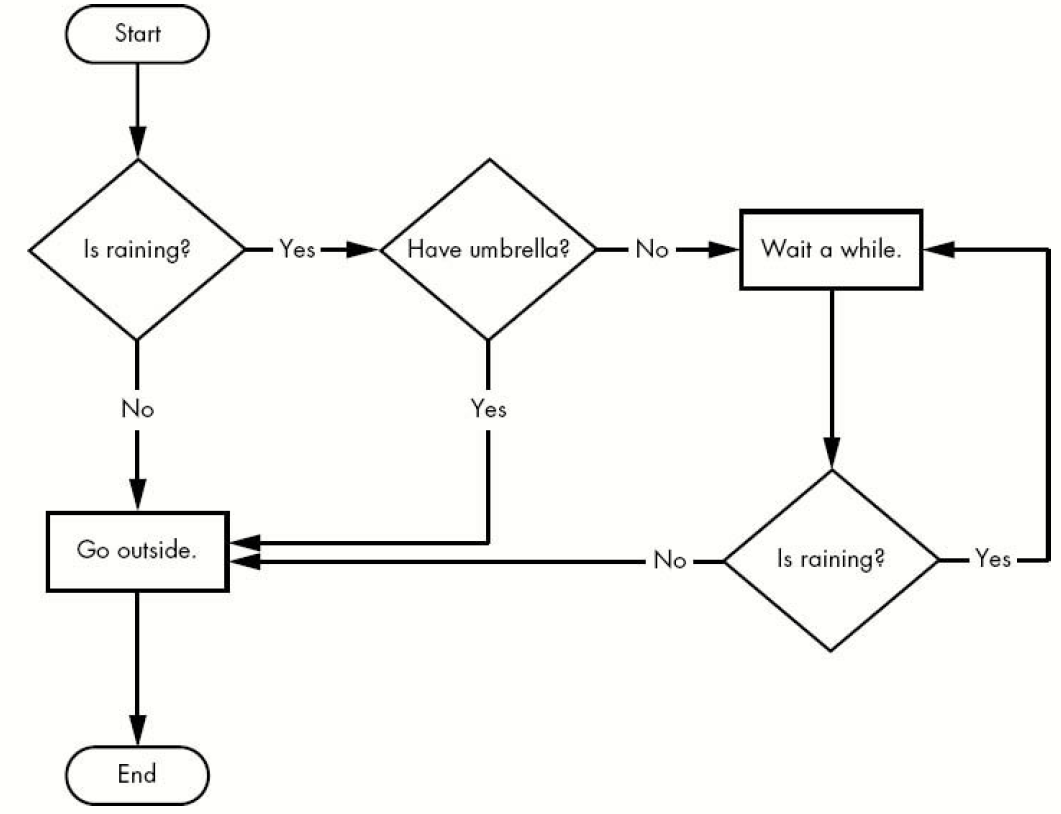 Start
Is raining?
Yes
Have umbrella?
No
Wait a while.
No
Yes
Go outside.
No
Is raining?
Yes
End